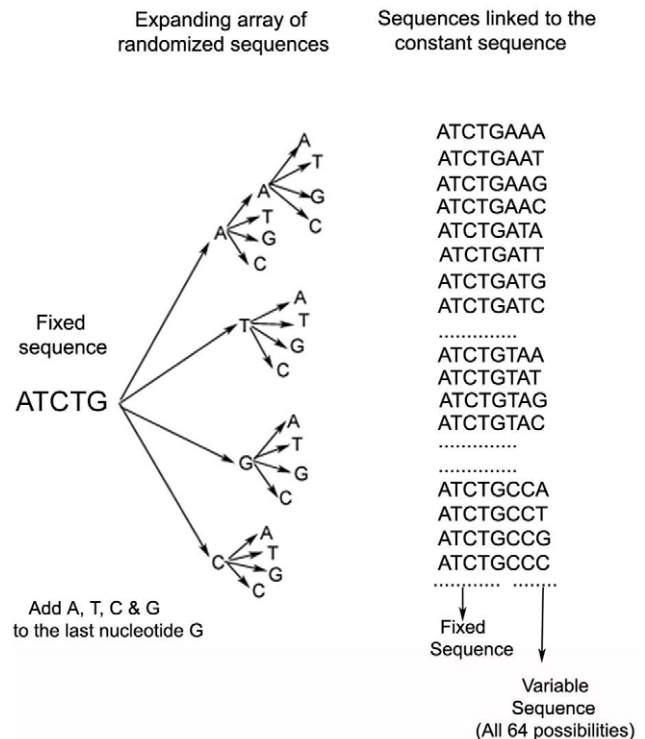 Expanding array of
randomized sequences
Sequences linked to the
constant sequence
A
T
A
G
C
A
T
G
C
A
T
T
G
C
A
T
G
G
C
A
T
C
G
C
Fixed
sequence
ATCTG
Add A, T, C & G
to the last nucleotide G
ATCTGAAA
ATCTGAAT
ATCTGAAG
ATCTGAAC
ATCTGATA
ATCTGATT
ATCTGATG
ATCTGATC
..............
ATCTGTAA
ATCTGTAT
ATCTGTAG
ATCTGTAC
..............
..............
ATCTGCCA
ATCTGCCT
ATCTGCCG
ATCTGCCC
............ ........
Fixed
Sequence
Variable
Sequence
(All 64 possibilities)